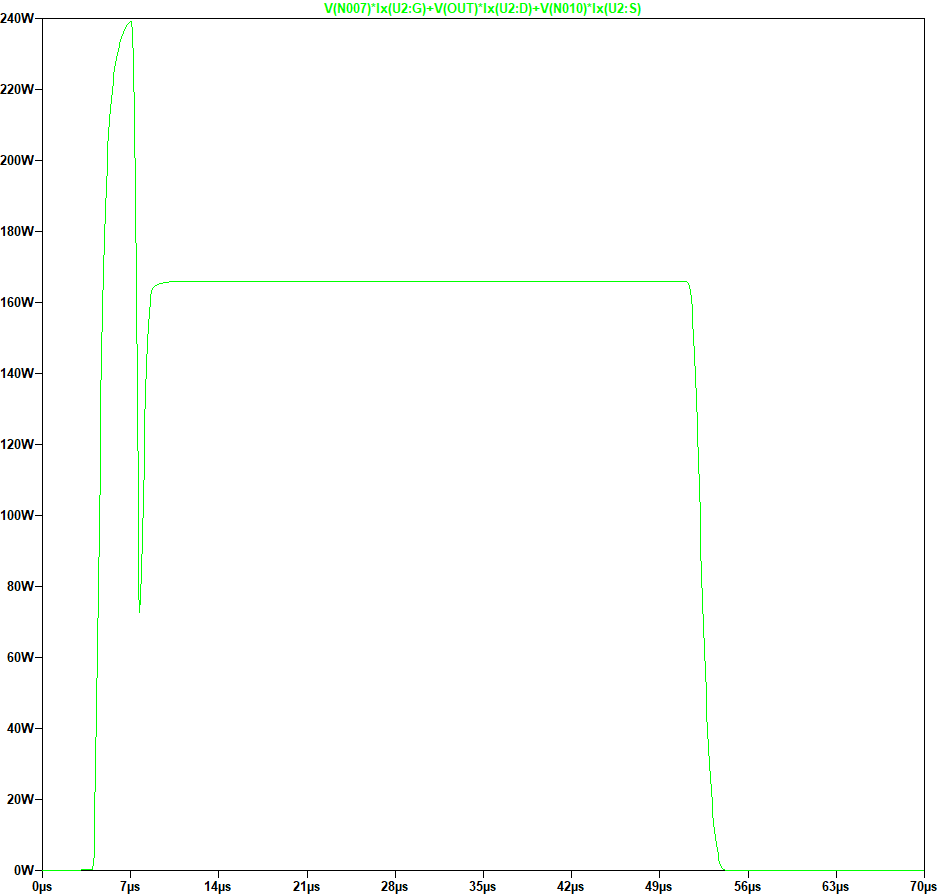 V(N007)*Ix(U2:G)+V(OUT)*Ix(U2:D)+V(N010)*Ix(U2:S)
240W
220W
200W
180W
160W
140W
120W
100W
80W
60W
40W
20W
0W
0µs 7µs 14µs 21µs 28µs 35µs 42µs 49µs 56µs 63µs 70µs